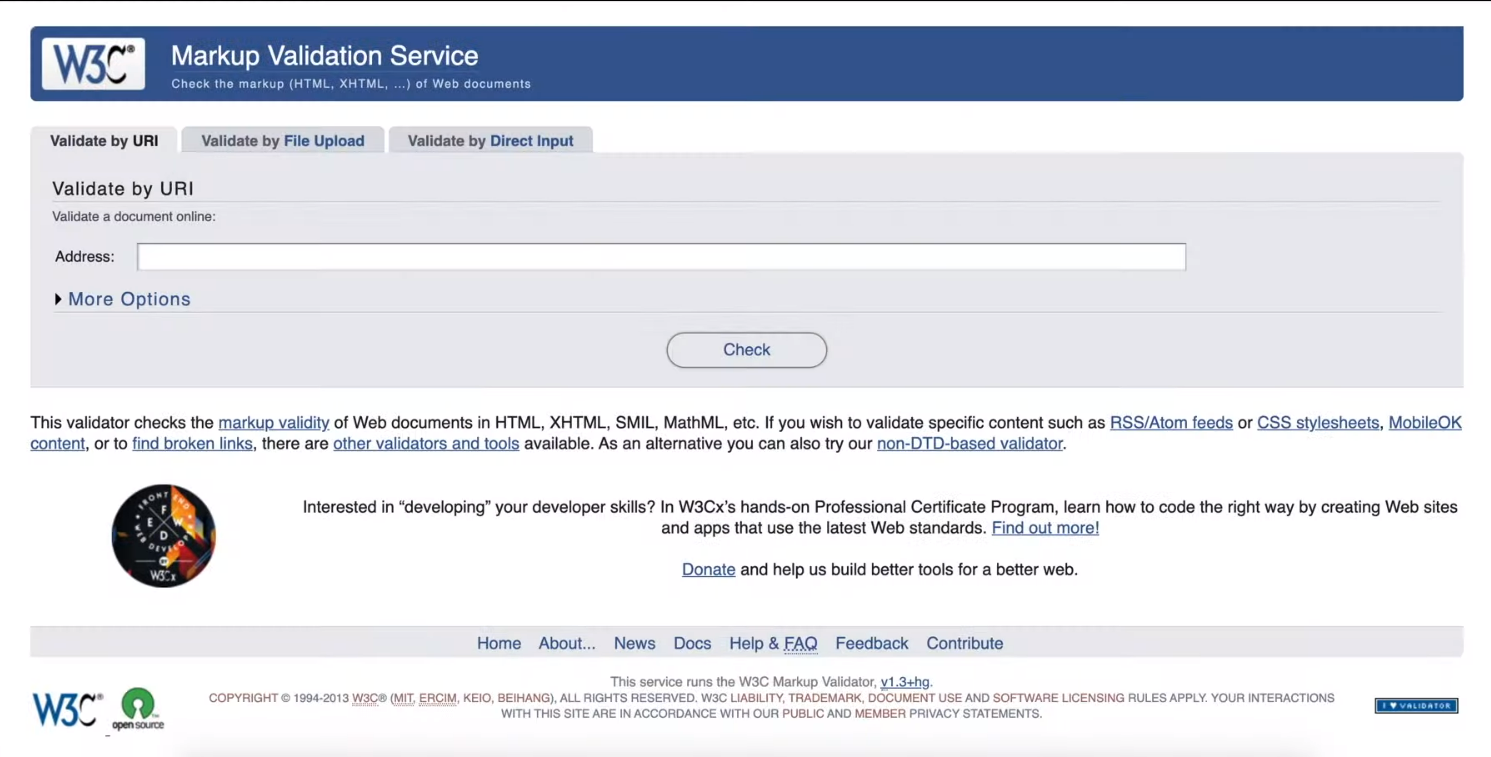 W3C®
Markup Validation Service
Check the markup (HTML, XHTML, ...) of Web documents
Validate by URI
Validate by File Upload
Validate by Direct Input
Validate by URI
Validate a document online:
Address:
More Options
Check
This validator checks the markup validity of Web documents in HTML, XHTML, SMIL, MathML, etc. If you wish to validate specific content such as RSS/Atom feeds or CSS stylesheets, MobileOK
content, or to find broken links, there are other validators and tools available. As an alternative you can also try our non-DTD-based validator.
FRONT END
WEB DEVELOPER
F E W D
BY
W3Cx
Interested in “developing” your developer skills? In W3Cx’s hands-on Professional Certificate Program, learn how to code the right way by creating Web sites
and apps that use the latest Web standards. Find out more!
Donate and help us build better tools for a better web.
Home About... News Docs Help & FAQ Feedback Contribute
W3C®
open source
This service runs the W3C Markup Validator, v1.3+hg.
COPYRIGHT © 1994-2013 W3C® (MIT, ERCIM, KEIO, BEIHANG), ALL RIGHTS RESERVED. W3C LIABILITY, TRADEMARK, DOCUMENT USE AND SOFTWARE LICENSING RULES APPLY. YOUR INTERACTIONS
WITH THIS SITE ARE IN ACCORDANCE WITH OUR PUBLIC AND MEMBER PRIVACY STATEMENTS.
I ♥ VALIDATOR